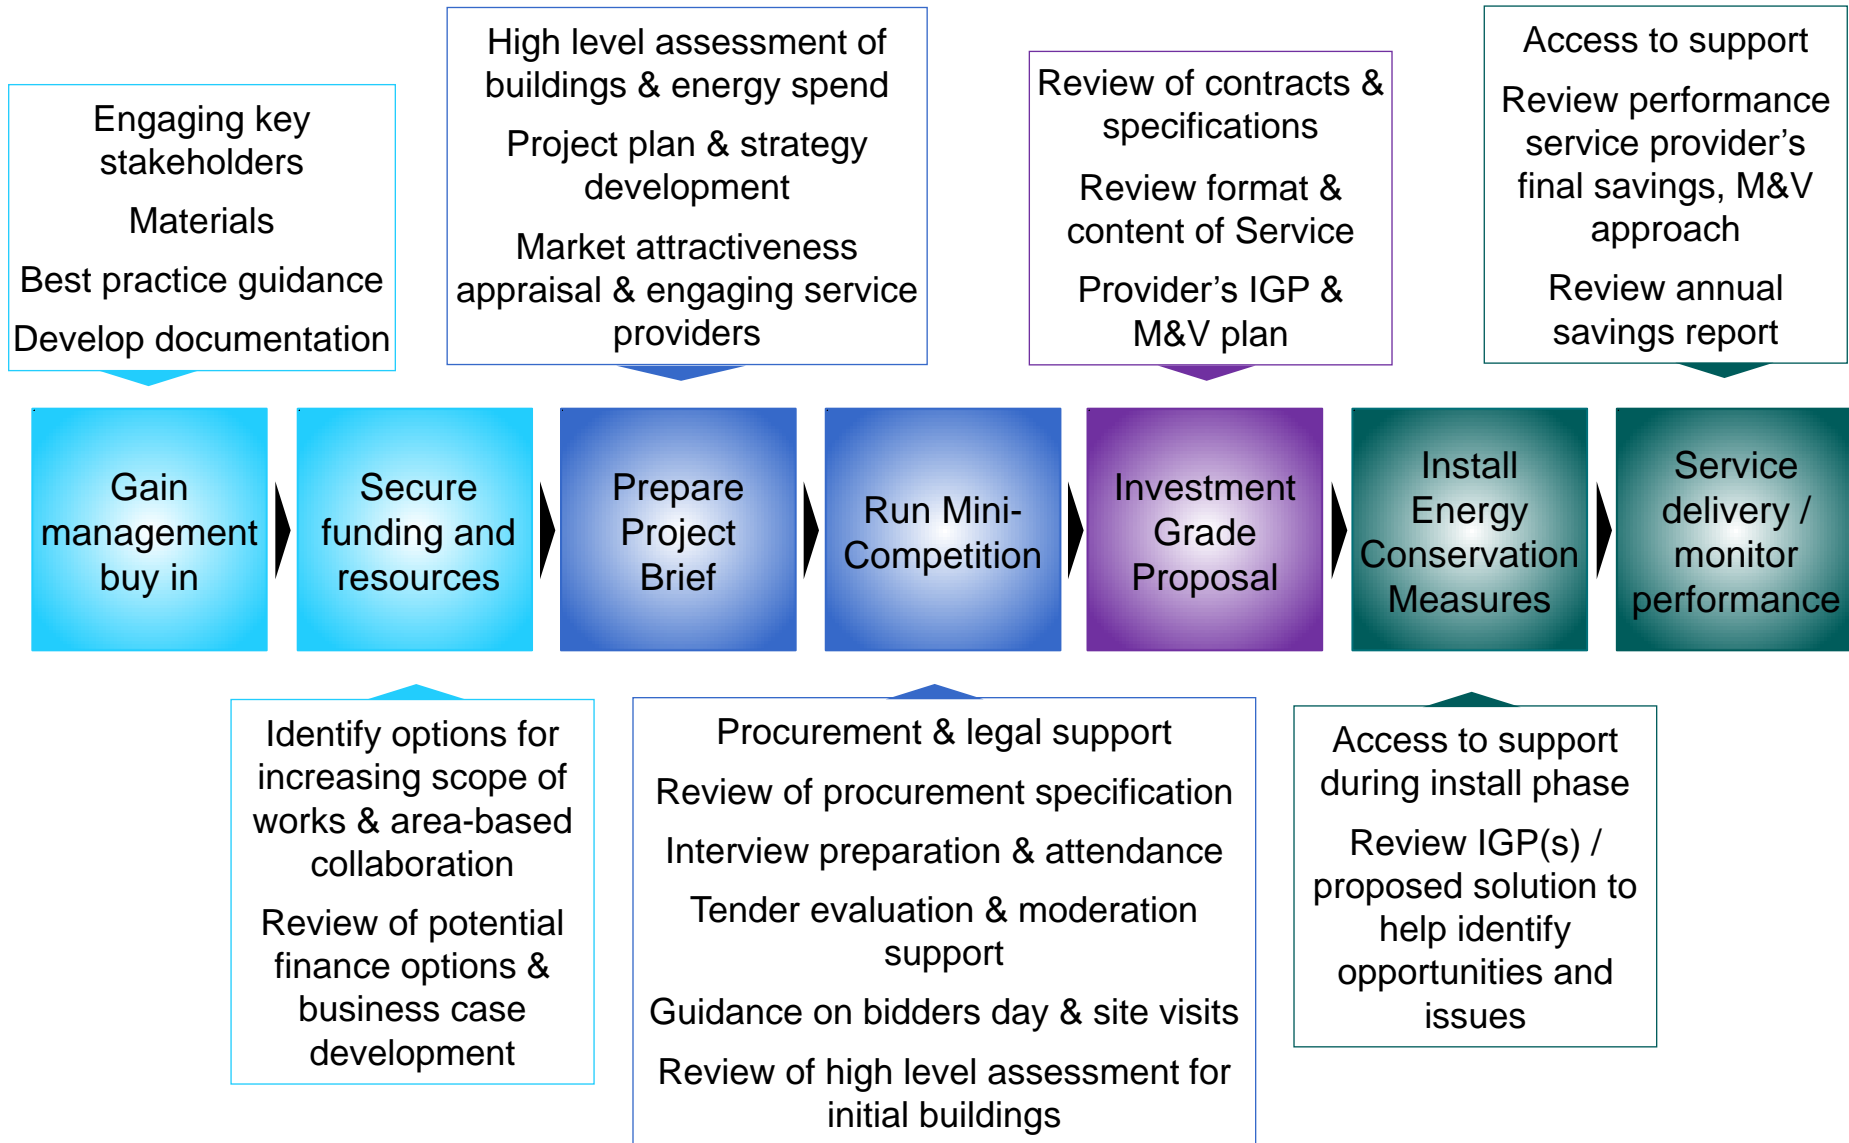 Engaging key
stakeholders
Materials
Best practice guidance
Develop documentation
High level assessment of
buildings & energy spend
Project plan & strategy
development
Market attractiveness
appraisal & engaging service
providers
Review of contracts &
specifications
Review format &
content of Service
Provider’s IGP &
M&V plan
Access to support
Review performance
service provider’s
final savings, M&V
approach
Review annual
savings report
Gain
management
buy in
Secure
funding and
resources
Prepare
Project
Brief
Run Mini-
Competition
Investment
Grade
Proposal
Install
Energy
Conservation
Measures
Service
delivery /
monitor
performance
Identify options for
increasing scope of
works & area-based
collaboration
Review of potential
finance options &
business case
development
Procurement & legal support
Review of procurement specification
Interview preparation & attendance
Tender evaluation & moderation
support
Guidance on bidders day & site visits
Review of high level assessment for
initial buildings
Access to support
during install phase
Review IGP(s) /
proposed solution to
help identify
opportunities and
issues